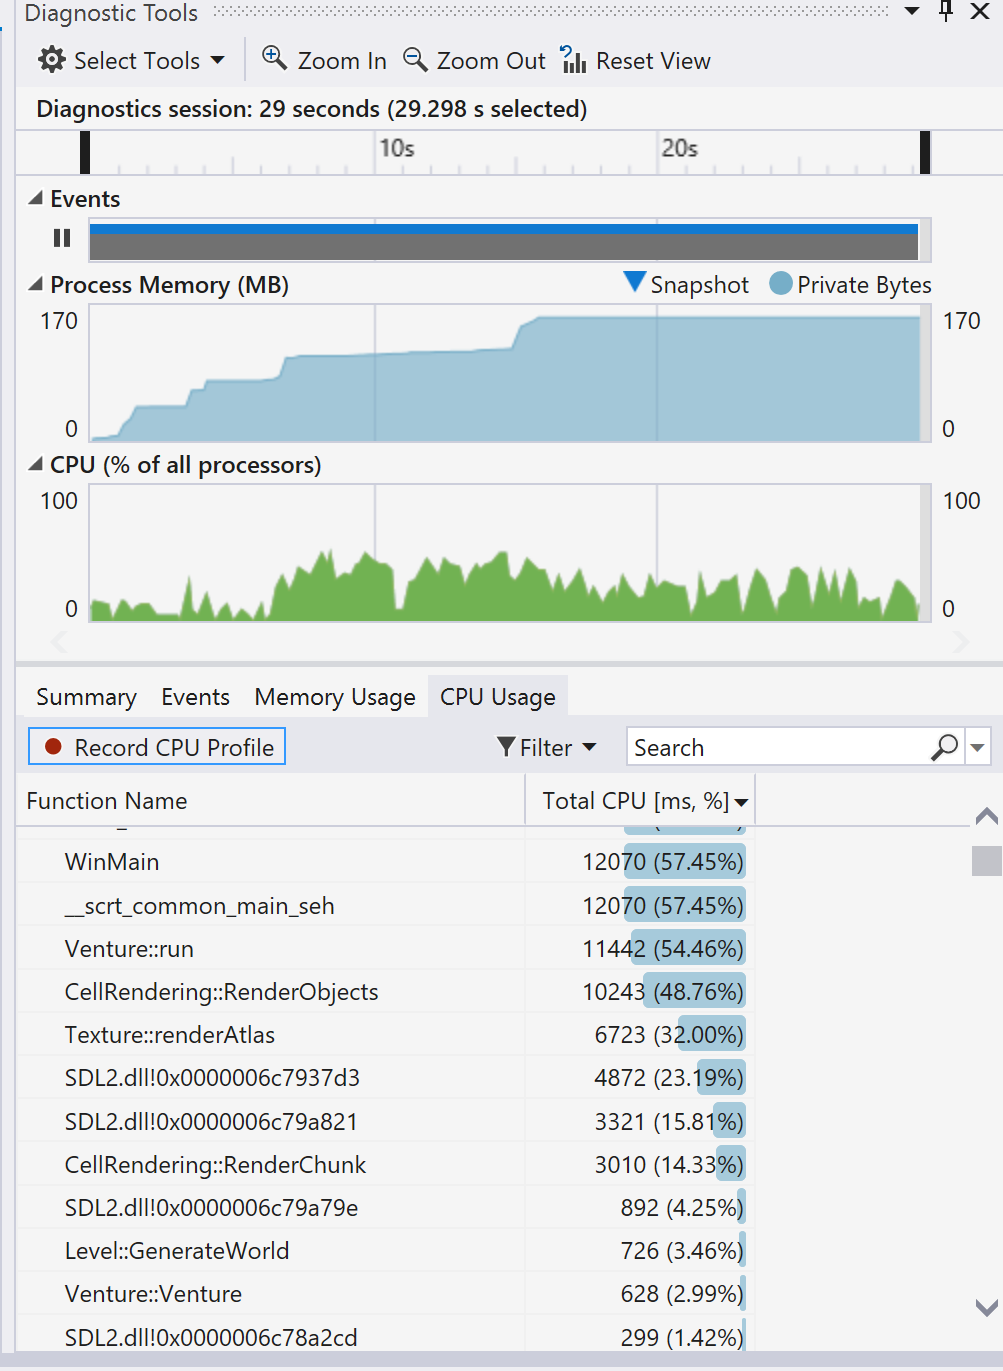 Diagnostic Tools
Select Tools Zoom In Zoom Out Reset View
Diagnostics session: 29 seconds (29.298 s selected)
10s 20s
Events
Process Memory (MB) Snapshot Private Bytes
170 170
0 0
CPU (% of all processors)
100 100
0 0
Summary Events Memory Usage CPU Usage
Record CPU Profile Filter Search
Function Name Total CPU [ms, %]
WinMain 12070 (57.45%)
__scrt_common_main_seh 12070 (57.45%)
Venture::run 11442 (54.46%)
CellRendering::RenderObjects 10243 (48.76%)
Texture::renderAtlas 6723 (32.00%)
SDL2.dll!0x0000006c7937d3 4872 (23.19%)
SDL2.dll!0x0000006c79a821 3321 (15.81%)
CellRendering::RenderChunk 3010 (14.33%)
SDL2.dll!0x0000006c79a79e 892 (4.25%)
Level::GenerateWorld 726 (3.46%)
Venture::Venture 628 (2.99%)
SDL2.dll!0x0000006c78a2cd 299 (1.42%)